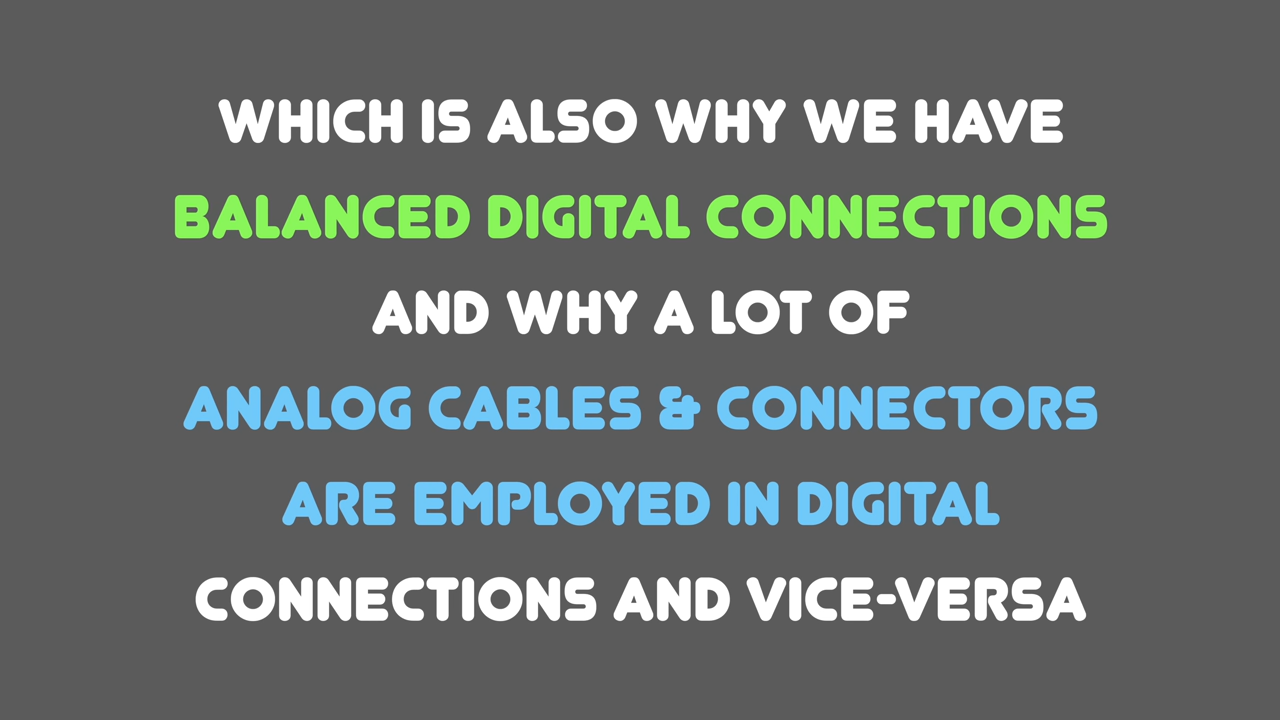 WHICH IS ALSO WHY WE HAVE
BALANCED DIGITAL CONNECTIONS
AND WHY A LOT OF
ANALOG CABLES & CONNECTORS
ARE EMPLOYED IN DIGITAL
CONNECTIONS AND VICE-VERSA